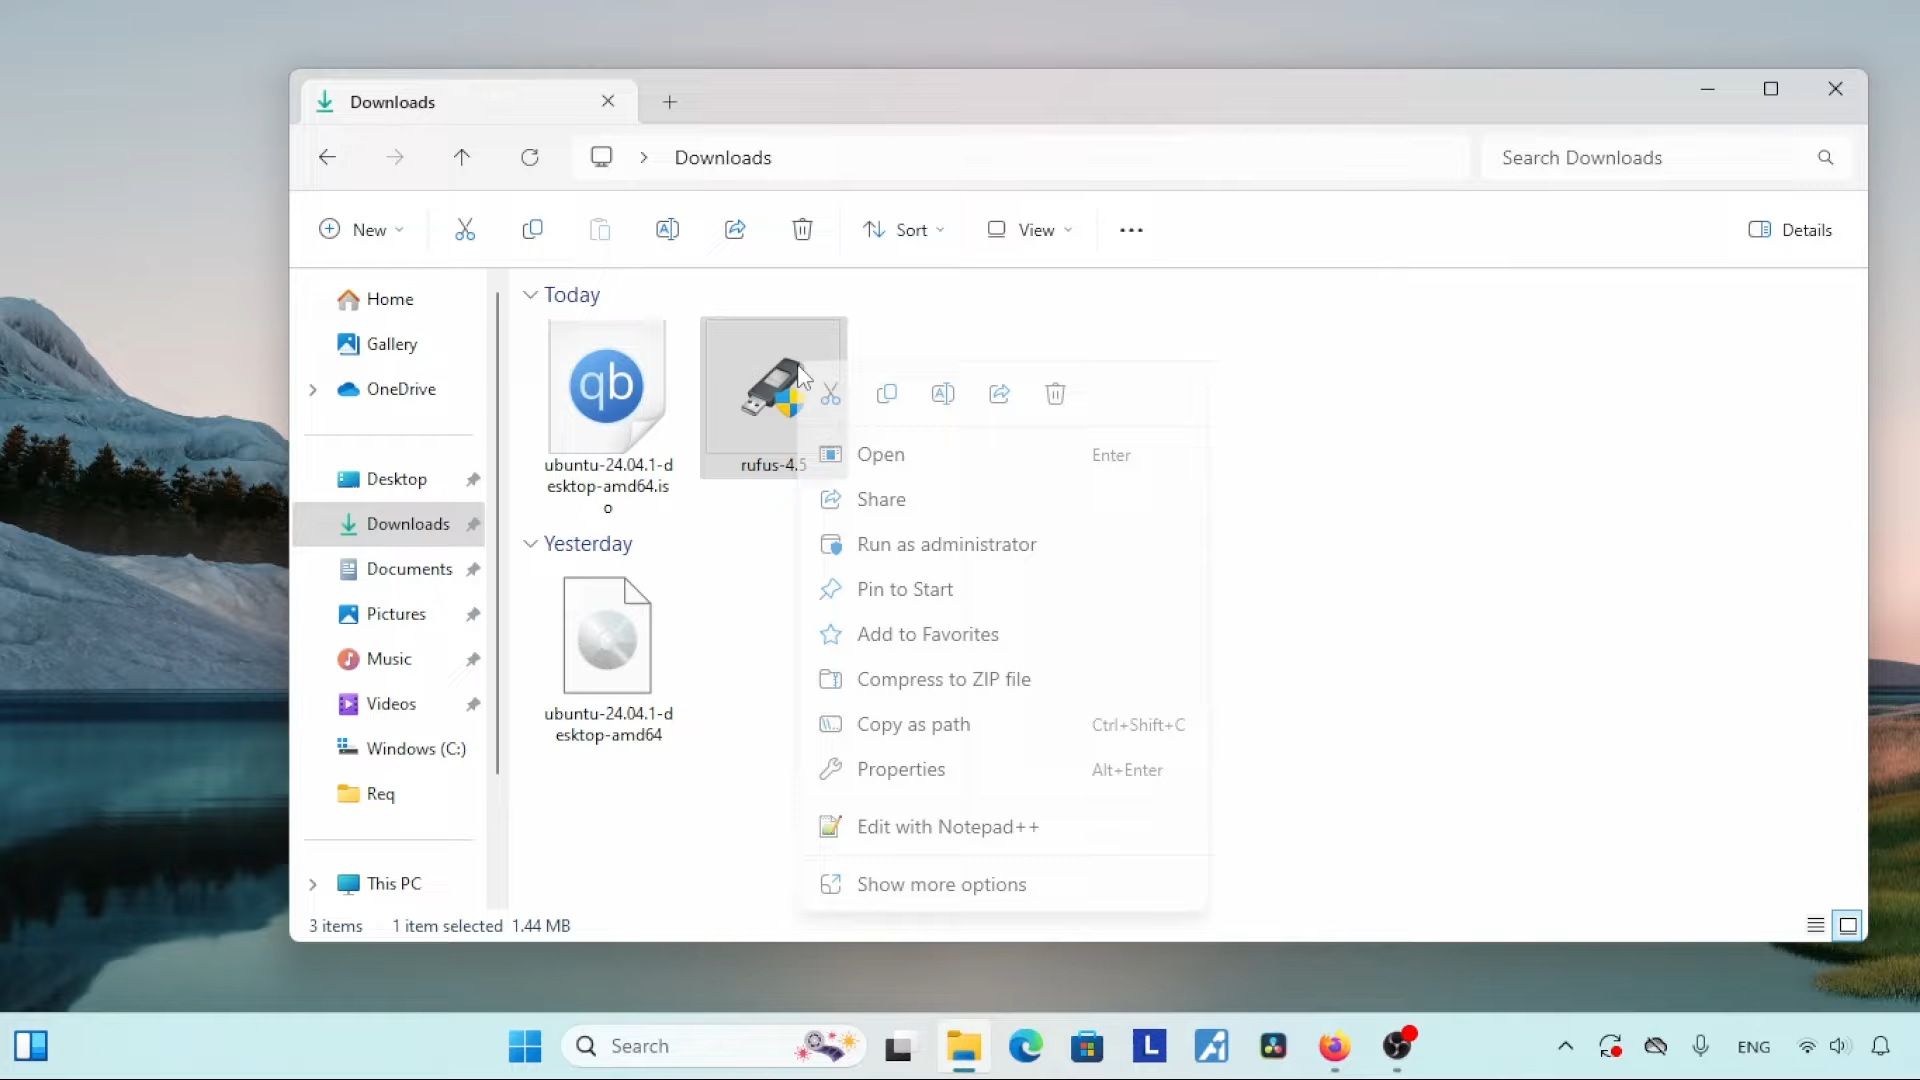 Downloads
Downloads
Search Downloads
New
Sort
View
Details
Home
Gallery
OneDrive
Desktop
Downloads
Documents
Pictures
Music
Videos
Windows (C:)
Req
This PC
Today
qb
ubuntu-24.04.1-d
esktop-amd64.is
o
rufus-4.5
Yesterday
ubuntu-24.04.1-d
esktop-amd64
Open Enter
Share
Run as administrator
Pin to Start
Add to Favorites
Compress to ZIP file
Copy as path Ctrl+Shift+C
Properties Alt+Enter
Edit with Notepad++
Show more options
3 items 1 item selected 1.44 MB
Search
L
ENG